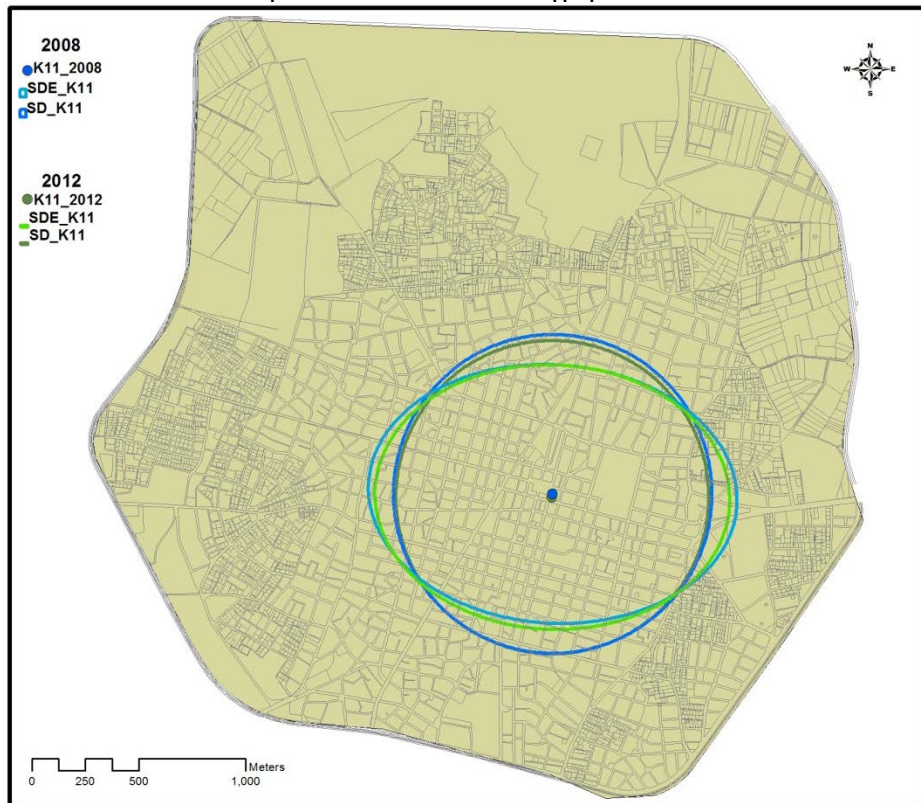 2008
K11_2008
SDE_K11
SD_K11
2012
K11_2012
SDE_K11
SD_K11
N
W E
S
Meters
0 250 500 1,000